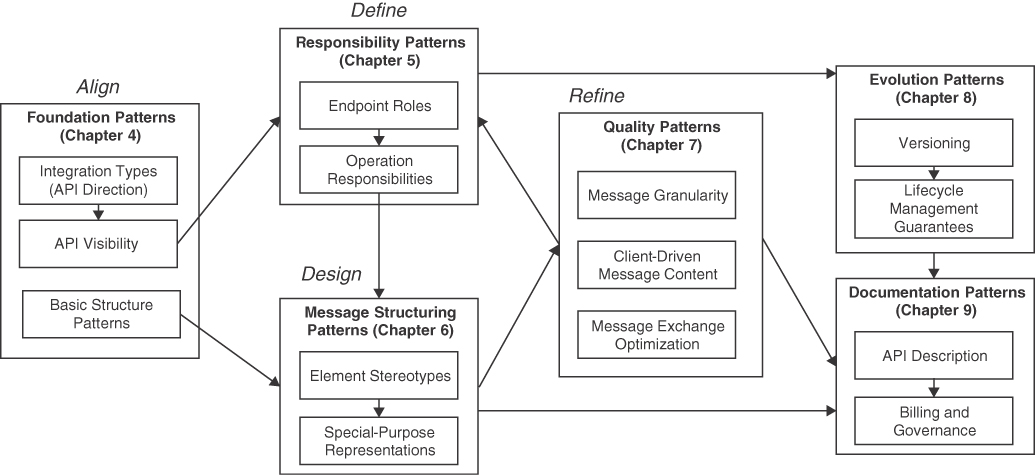 Align
Foundation Patterns
(Chapter 4)
Integration Types
(API Direction)
API Visibility
Basic Structure
Patterns
Define
Responsibility Patterns
(Chapter 5)
Endpoint Roles
Operation
Responsibilities
Design
Message Structuring
Patterns (Chapter 6)
Element Stereotypes
Special-Purpose
Representations
Refine
Quality Patterns
(Chapter 7)
Message Granularity
Client-Driven
Message Content
Message Exchange
Optimization
Evolution Patterns
(Chapter 8)
Versioning
Lifecycle
Management
Guarantees
Documentation Patterns
(Chapter 9)
API Description
Billing and
Governance